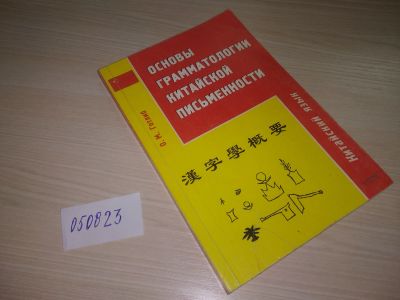 ОСНОВЫ
ГРАММАТОЛОГИИ
КИТАЙСКОЙ
ПИСЬМЕННОСТИ
О. М. Готлиб
漢字學概要
Китайский язык
050823